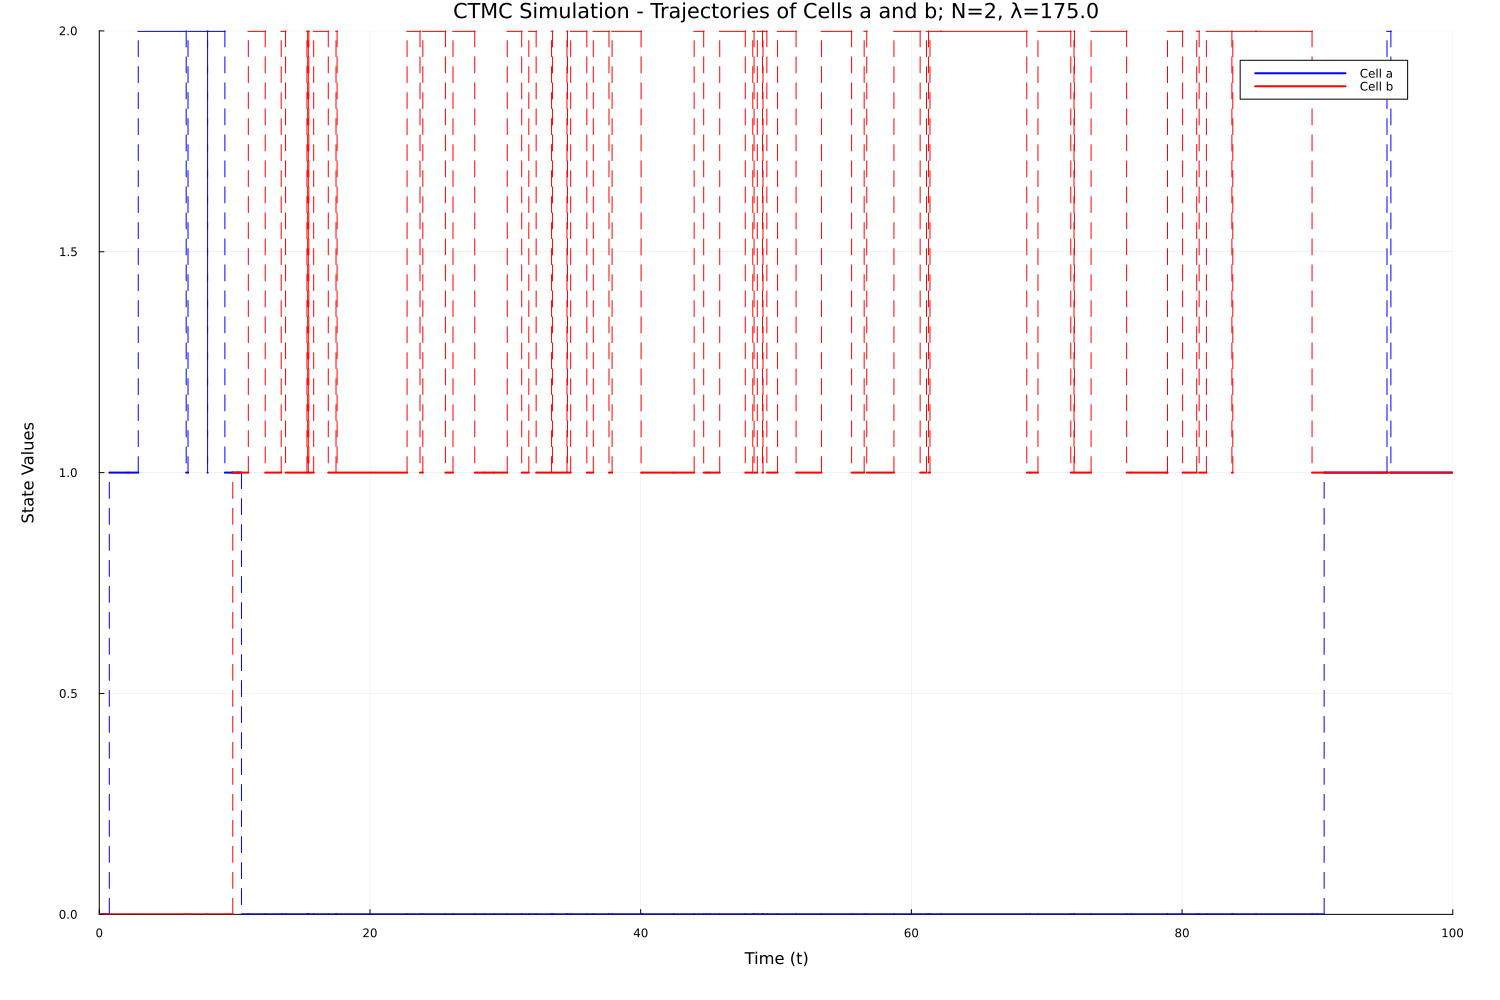 CTMC Simulation - Trajectories of Cells a and b; N=2, λ=175.0
2.0
Cell a
Cell b
1.5
1.0
State Values
0.5
0.0
0 20 40 60 80 100
Time (t)